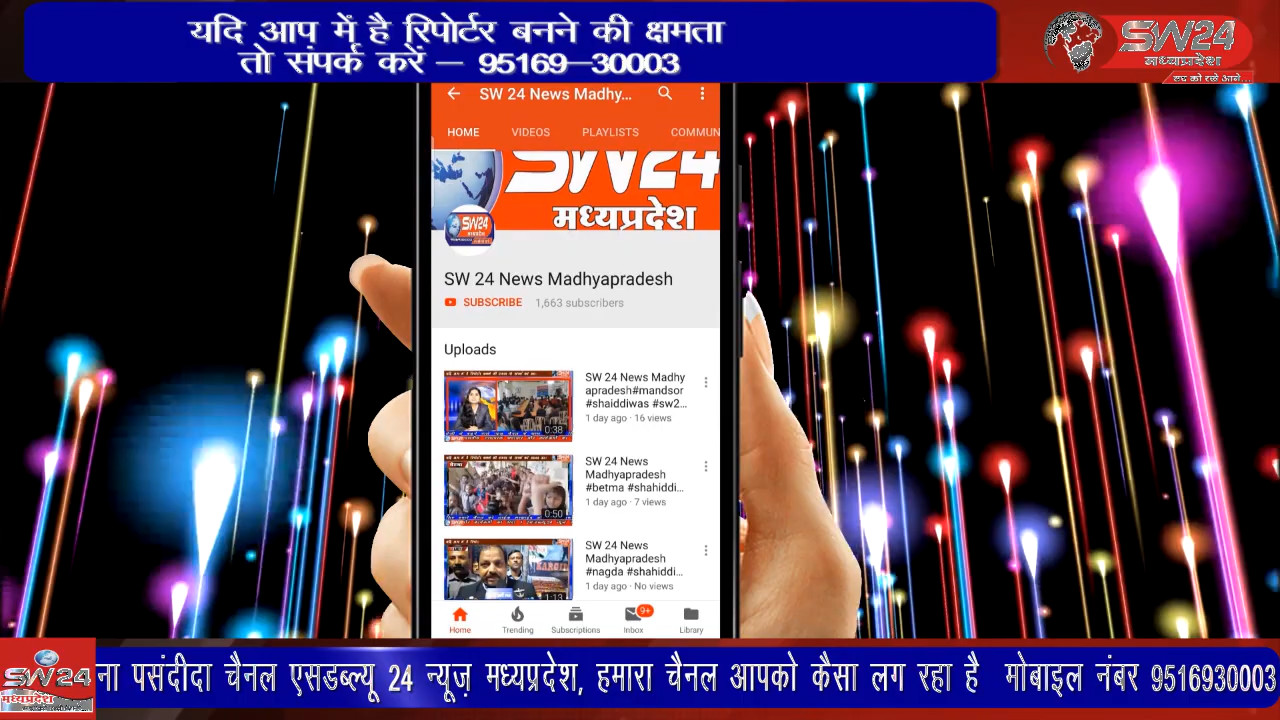 यदि आप में है रिपोर्टर बनने की क्षमता
तो संपर्क करें – 95169–30003
SW24
मध्यप्रदेश
SW 24 News Madhy...
HOME VIDEOS PLAYLISTS COMMUN
SW24
मध्यप्रदेश
SW24
SW 24 News Madhyapradesh
SUBSCRIBE 1,663 subscribers
Uploads
SW 24 News Madhy
apradesh#mandsor
#shaiddiwas #sw2...
1 day ago · 16 views
0:38
SW 24 News
Madhyapradesh
#betma #shahiddi...
1 day ago · 7 views
0:50
SW 24 News
Madhyapradesh
#nagda #shahiddi...
1 day ago · No views
1:13
9+
Home Trending Subscriptions Inbox Library
SW24
मध्यप्रदेश
ना पसंदीदा चैनल एसडब्ल्यू 24 न्यूज़ मध्यप्रदेश, हमारा चैनल आपको कैसा लग रहा है मोबाइल नंबर 9516930003